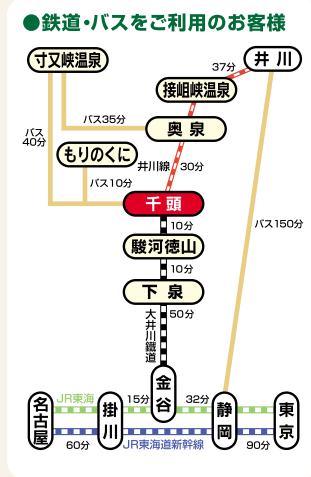 ●鉄道・バスをご利用のお客様
寸又峡温泉
井川
37分
接岨峡温泉
バス35分
奥泉
バス
40分
もりのくに
井川線
30分
バス10分
千頭
10分
バス150分
駿河徳山
10分
下泉
50分
大井川鐵道
金谷
JR東海
15分
32分
名古屋
掛川
静岡
東京
60分
JR東海道新幹線
90分